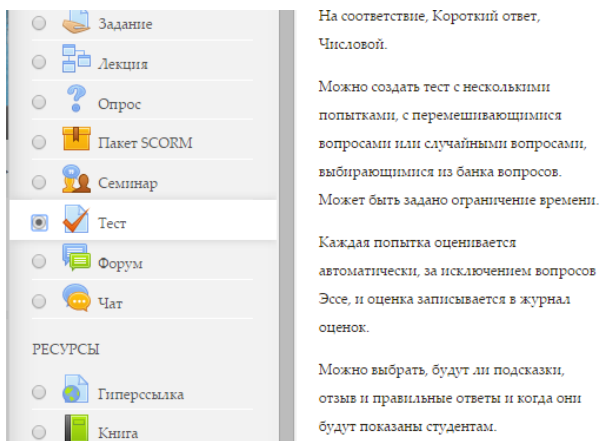 Задание
Лекция
Опрос
Пакет SCORM
Семинар
Тест
Форум
Чат
РЕСУРСЫ
Гиперссылка
Книга
На соответствие, Короткий ответ,
Числовой.
Можно создать тест с несколькими
попытками, с перемешивающимися
вопросами или случайными вопросами,
выбирающимися из банка вопросов.
Может быть задано ограничение времени.
Каждая попытка оценивается
автоматически, за исключением вопросов
Эссе, и оценка записывается в журнал
оценок.
Можно выбрать, будут ли подсказки,
отзыв и правильные ответы и когда они
будут показаны студентам.